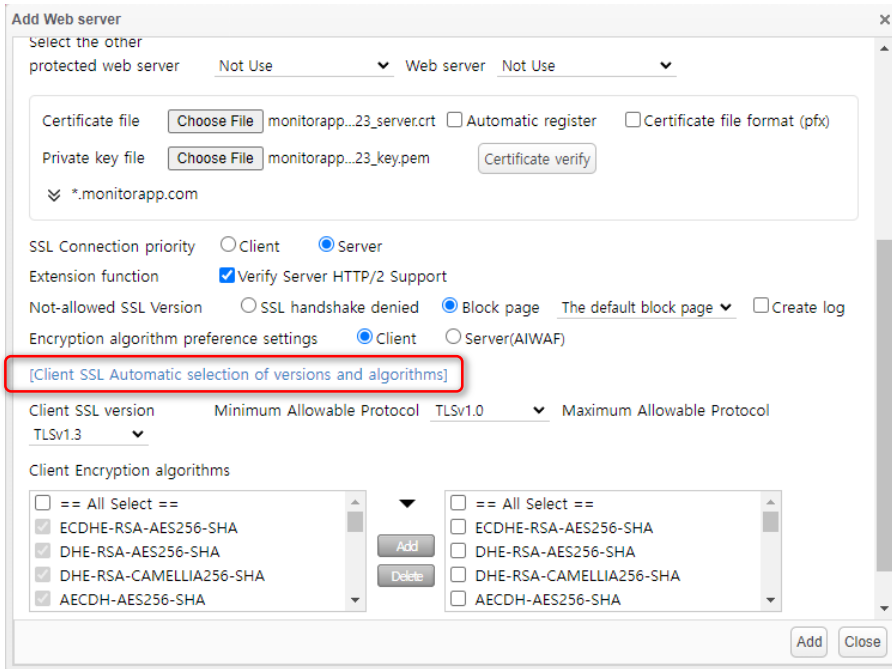 Add Web server
Select the other
protected web server Not Use Web server Not Use
Certificate file Choose File monitorapp...23_server.crt Automatic register Certificate file format (pfx)
Private key file Choose File monitorapp...23_key.pem Certificate verify
*.monitorapp.com
SSL Connection priority Client Server
Extension function Verify Server HTTP/2 Support
Not-allowed SSL Version SSL handshake denied Block page The default block page Create log
Encryption algorithm preference settings Client Server(AIWAF)
[Client SSL Automatic selection of versions and algorithms]
Client SSL version Minimum Allowable Protocol TLSv1.0 Maximum Allowable Protocol
TLSv1.3
Client Encryption algorithms
== All Select == == All Select ==
ECDHE-RSA-AES256-SHA ECDHE-RSA-AES256-SHA
DHE-RSA-AES256-SHA Add DHE-RSA-AES256-SHA
DHE-RSA-CAMELLIA256-SHA Delete DHE-RSA-CAMELLIA256-SHA
AECDH-AES256-SHA AECDH-AES256-SHA
Add Close